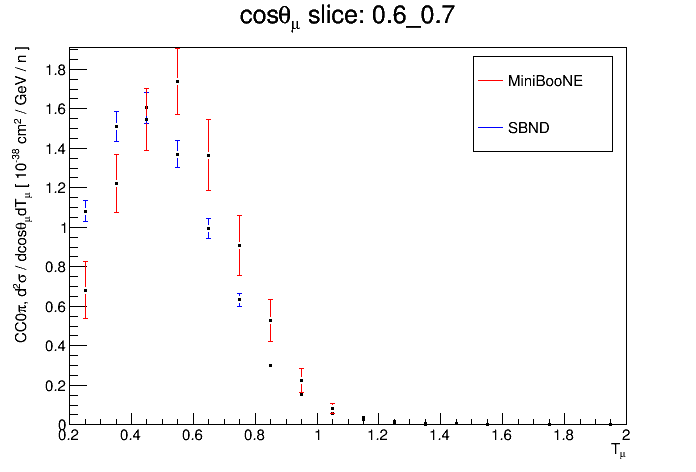 cosθμ slice: 0.6_0.7
CC0π, d²σ / dcosθμdTμ [ 10⁻³⁸ cm² / GeV / n ]
1.8
1.6
1.4
1.2
1
0.8
0.6
0.4
0.2
0
MiniBooNE
SBND
0.2 0.4 0.6 0.8 1 1.2 1.4 1.6 1.8 2
Tμ